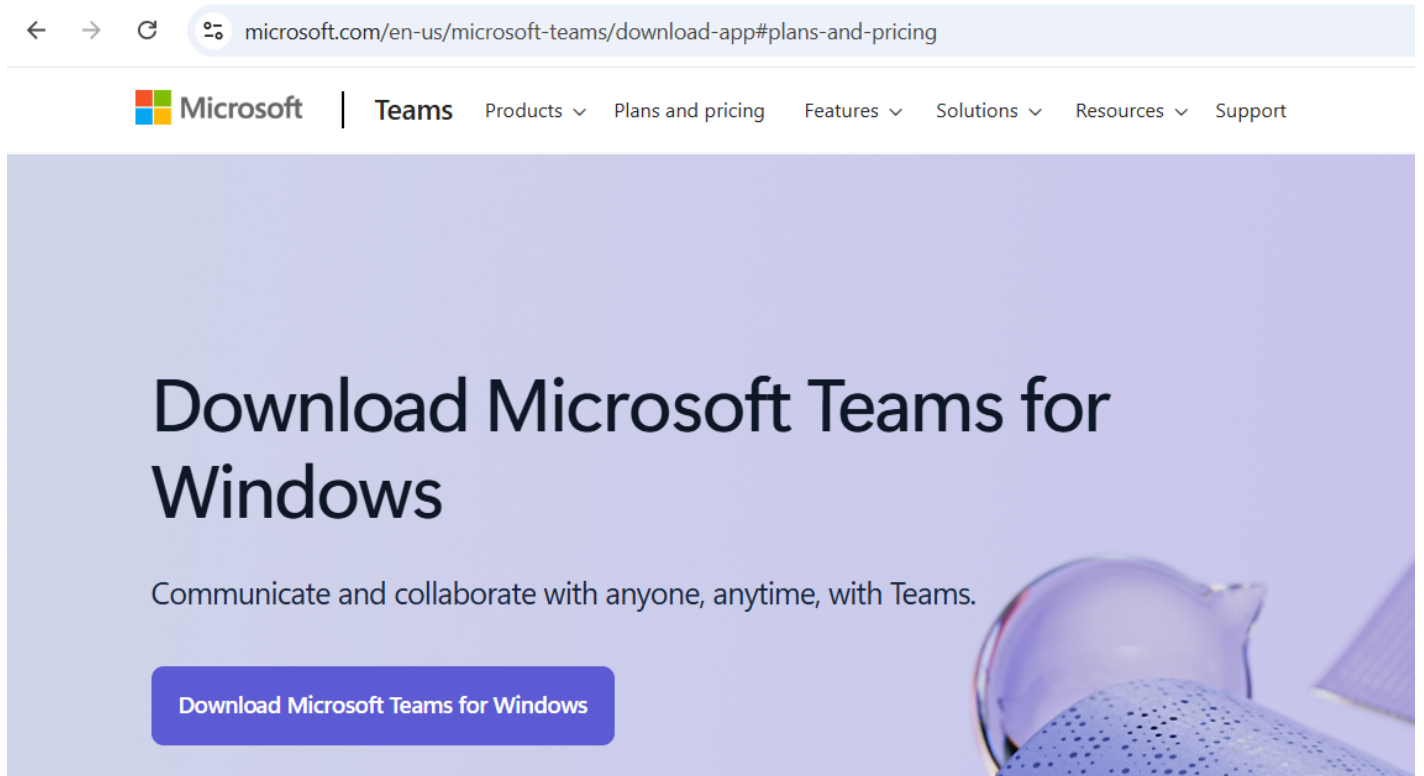 microsoft.com/en-us/microsoft-teams/download-app#plans-and-pricing
Microsoft Teams Products Plans and pricing Features Solutions Resources Support
Download Microsoft Teams for
Windows
Communicate and collaborate with anyone, anytime, with Teams.
Download Microsoft Teams for Windows